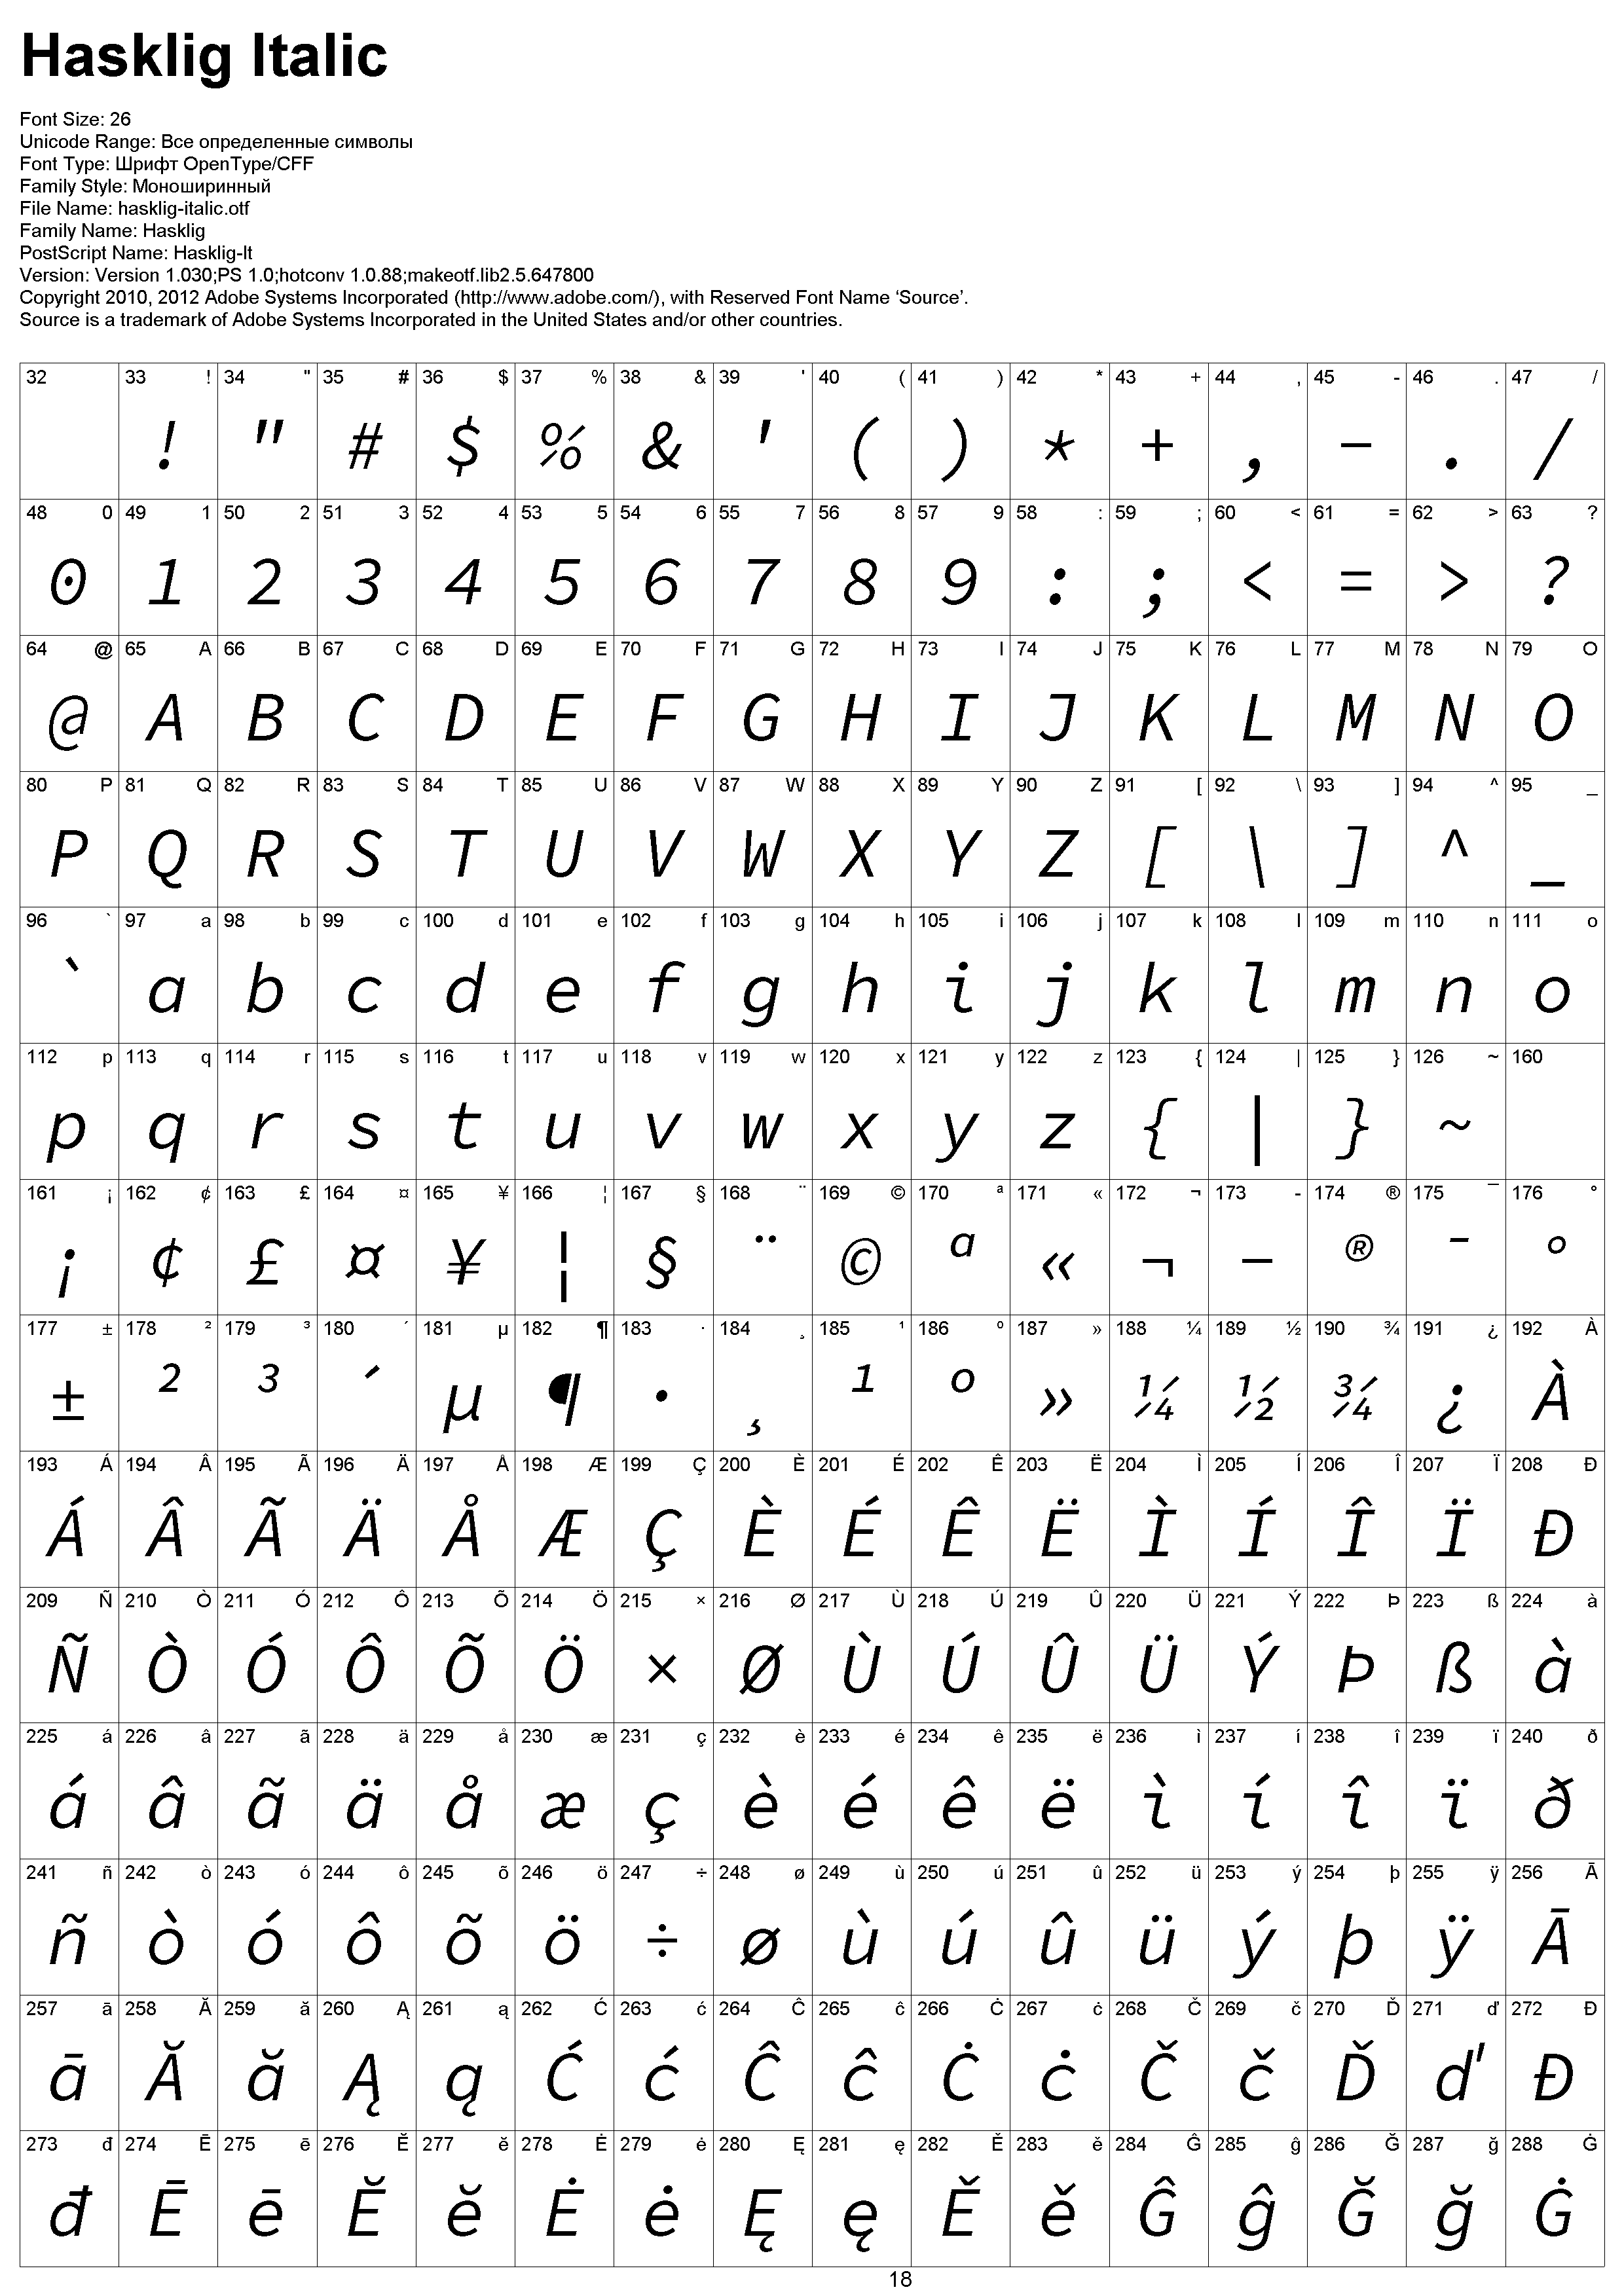 Hasklig Italic
Font Size: 26
Unicode Range: Все определенные символы
Font Type: Шрифт OpenType/CFF
Family Style: Моноширинный
File Name: hasklig-italic.otf
Family Name: Hasklig
PostScript Name: Hasklig-It
Version: Version 1.030;PS 1.0;hotconv 1.0.88;makeotf.lib2.5.647800
Copyright 2010, 2012 Adobe Systems Incorporated (http://www.adobe.com/), with Reserved Font Name ‘Source’.
Source is a trademark of Adobe Systems Incorporated in the United States and/or other countries.
32 33 ! 34 " 35 # 36 $ 37 % 38 & 39 ' 40 ( 41 ) 42 * 43 + 44 , 45 - 46 . 47 /
! " # $ % & ' ( ) * + , - . /
48 0 49 1 50 2 51 3 52 4 53 5 54 6 55 7 56 8 57 9 58 : 59 ; 60 < 61 = 62 > 63 ?
0 1 2 3 4 5 6 7 8 9 : ; < = > ?
64 @ 65 A 66 B 67 C 68 D 69 E 70 F 71 G 72 H 73 I 74 J 75 K 76 L 77 M 78 N 79 O
@ A B C D E F G H I J K L M N O
80 P 81 Q 82 R 83 S 84 T 85 U 86 V 87 W 88 X 89 Y 90 Z 91 [ 92 \ 93 ] 94 ^ 95 _
P Q R S T U V W X Y Z [ \ ] ^ _
96 ` 97 a 98 b 99 c 100 d 101 e 102 f 103 g 104 h 105 i 106 j 107 k 108 l 109 m 110 n 111 o
` a b c d e f g h i j k l m n o
112 p 113 q 114 r 115 s 116 t 117 u 118 v 119 w 120 x 121 y 122 z 123 { 124 | 125 } 126 ~ 160
p q r s t u v w x y z { | } ~
161 ¡ 162 ¢ 163 £ 164 ¤ 165 ¥ 166 ¦ 167 § 168 ¨ 169 © 170 ª 171 « 172 ¬ 173 - 174 ® 175 ¯ 176 °
¡ ¢ £ ¤ ¥ ¦ § ¨ © ª « ¬ - ® ¯ °
177 ± 178 ² 179 ³ 180 ´ 181 µ 182 ¶ 183 · 184 ¸ 185 ¹ 186 º 187 » 188 ¼ 189 ½ 190 ¾ 191 ¿ 192 À
± ² ³ ´ µ ¶ · ¸ ¹ º » ¼ ½ ¾ ¿ À
193 Á 194 Â 195 Ã 196 Ä 197 Å 198 Æ 199 Ç 200 È 201 É 202 Ê 203 Ë 204 Ì 205 Í 206 Î 207 Ï 208 Ð
Á Â Ã Ä Å Æ Ç È É Ê Ë Ì Í Î Ï Ð
209 Ñ 210 Ò 211 Ó 212 Ô 213 Õ 214 Ö 215 × 216 Ø 217 Ù 218 Ú 219 Û 220 Ü 221 Ý 222 Þ 223 ß 224 à
Ñ Ò Ó Ô Õ Ö × Ø Ù Ú Û Ü Ý Þ ß à
225 á 226 â 227 ã 228 ä 229 å 230 æ 231 ç 232 è 233 é 234 ê 235 ë 236 ì 237 í 238 î 239 ï 240 ð
á â ã ä å æ ç è é ê ë ì í î ï ð
241 ñ 242 ò 243 ó 244 ô 245 õ 246 ö 247 ÷ 248 ø 249 ù 250 ú 251 û 252 ü 253 ý 254 þ 255 ÿ 256 Ā
ñ ò ó ô õ ö ÷ ø ù ú û ü ý þ ÿ Ā
257 ā 258 Ă 259 ă 260 Ą 261 ą 262 Ć 263 ć 264 Ĉ 265 ĉ 266 Ċ 267 ċ 268 Č 269 č 270 Ď 271 ď 272 Đ
ā Ă ă Ą ą Ć ć Ĉ ĉ Ċ ċ Č č Ď ď Đ
273 đ 274 Ē 275 ē 276 Ĕ 277 ĕ 278 Ė 279 ė 280 Ę 281 ę 282 Ě 283 ě 284 Ĝ 285 ĝ 286 Ğ 287 ğ 288 Ġ
đ Ē ē Ĕ ĕ Ė ė Ę ę Ě ě Ĝ ĝ Ğ ğ Ġ
18